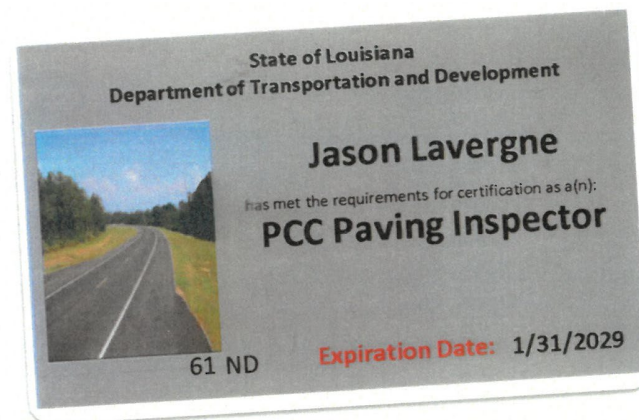 State of Louisiana
Department of Transportation and Development
Jason Lavergne
has met the requirements for certification as a(n):
PCC Paving Inspector
61 ND
Expiration Date: 1/31/2029